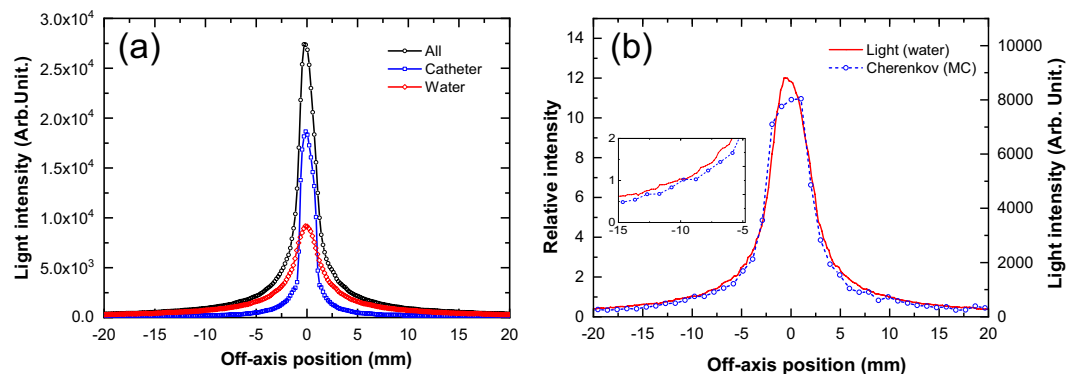 (a)
All
Catheter
Water
3.0x10⁴
2.5x10⁴
2.0x10⁴
1.5x10⁴
1.0x10⁴
5.0x10³
0.0
-20 -15 -10 -5 0 5 10 15 20
Lignt intensity (Arb.Unit.)
Off-axis position (mm)
(b)
Light (water)
Cherenkov (MC)
14
12
10
8
6
4
2
0
Relative intensity
2
1
0
-15 -10 -5
10000
8000
6000
4000
2000
0
Light intensity (Arb. Unit.)
-20 -15 -10 -5 0 5 10 15 20
Off-axis position (mm)